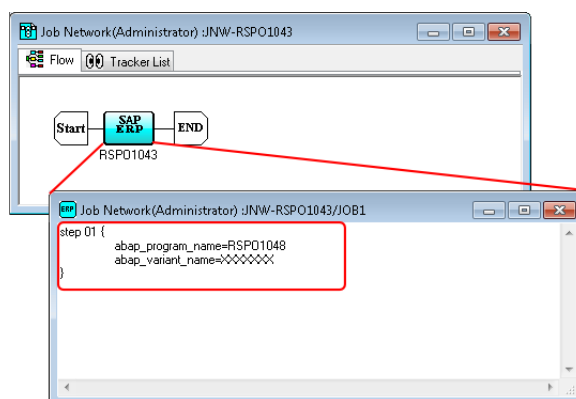 Job Network(Administrator) :JNW-RSPO1043
Flow
Tracker List
Start
SAP
ERP
END
RSPO1043
ERP
Job Network(Administrator) :JNW-RSPO1043/JOB1
step 01 {
abap_program_name=RSPO1048
abap_variant_name=XXXXXXX
}